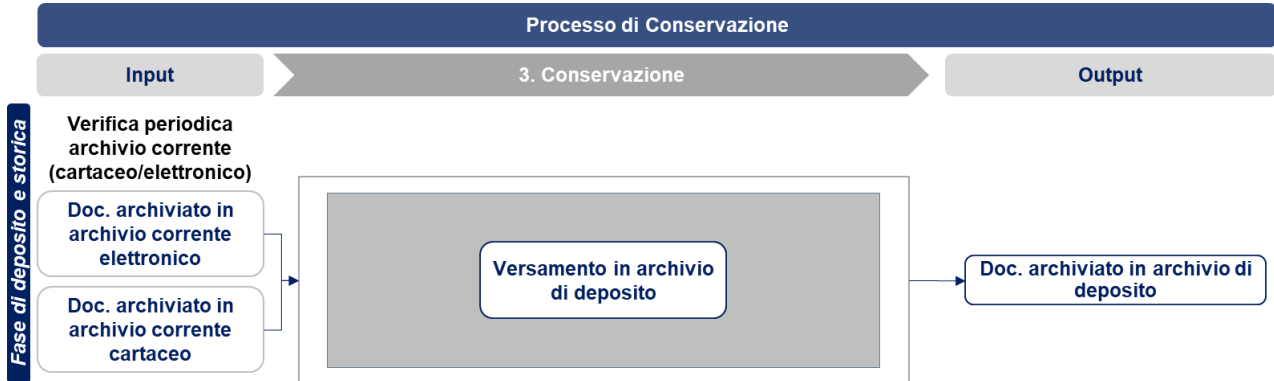 Processo di Conservazione
Input
3. Conservazione
Output
Fase di deposito e storica
Verifica periodica
archivio corrente
(cartaceo/elettronico)
Doc. archiviato in
archivio corrente
elettronico
Doc. archiviato in
archivio corrente
cartaceo
Versamento in archivio
di deposito
Doc. archiviato in archivio di
deposito